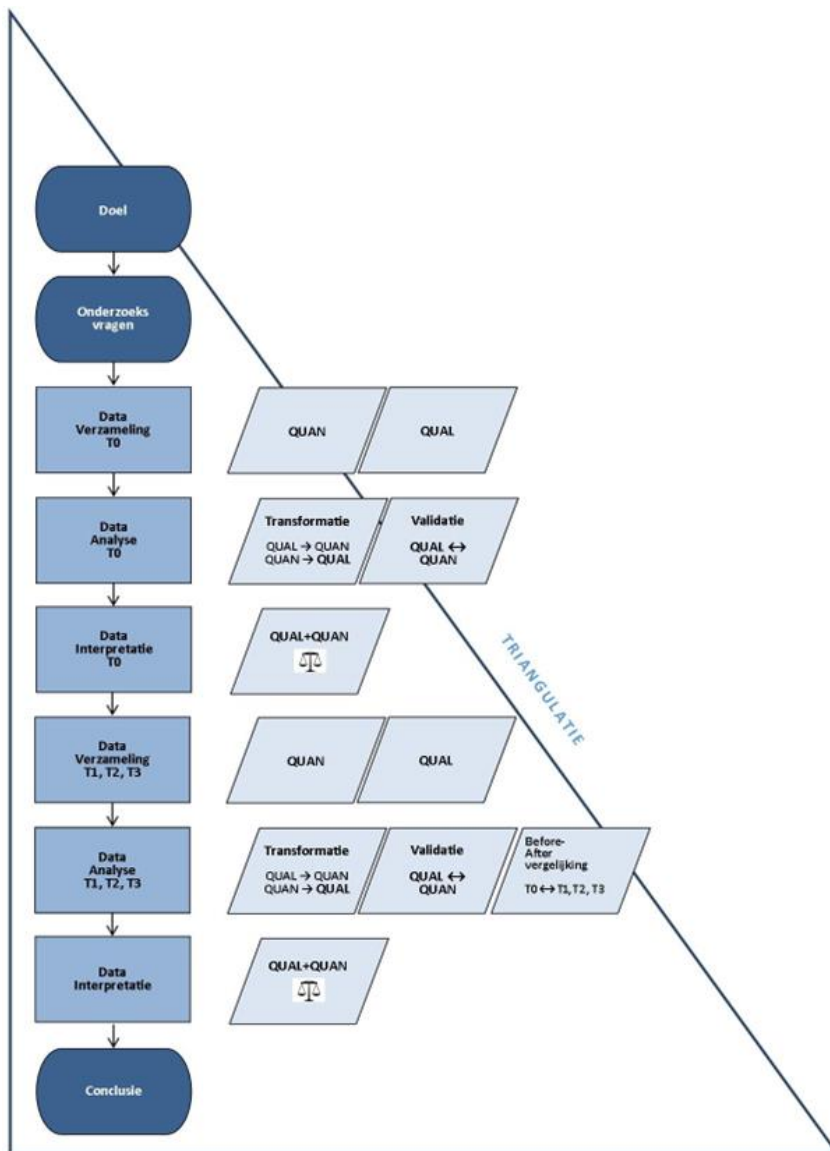 Doel
Onderzoeks
vragen
Data
Verzameling
T0
QUAN
QUAL
Data
Analyse
T0
Transformatie
QUAL → QUAN
QUAN → QUAL
Validatie
QUAL ↔
QUAN
Data
Interpretatie
T0
QUAL+QUAN
TRIANGULATIE
Data
Verzameling
T1, T2, T3
QUAN
QUAL
Data
Analyse
T1, T2, T3
Transformatie
QUAL → QUAN
QUAN → QUAL
Validatie
QUAL ↔
QUAN
Before-
After
vergelijking
T0 ↔ T1, T2, T3
Data
Interpretatie
QUAL+QUAN
Conclusie